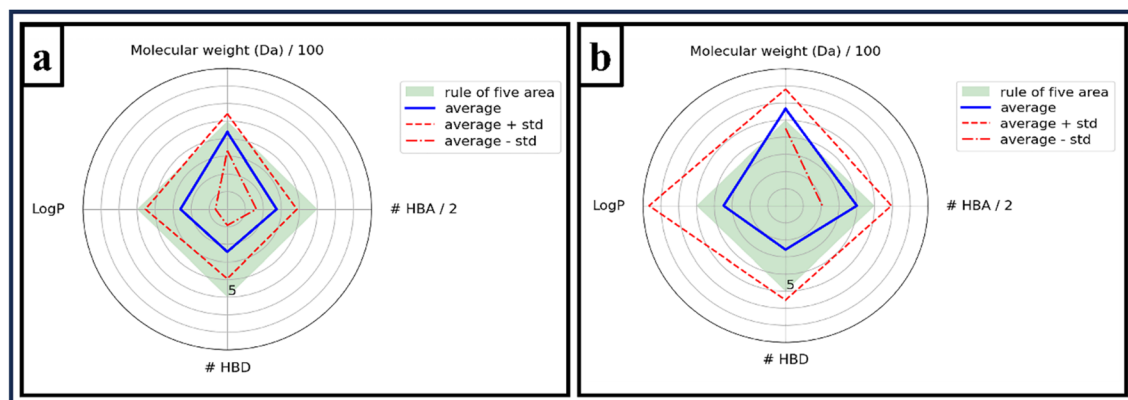 a
Molecular weight (Da) / 100
rule of five area
average
average + std
average - std
LogP
# HBA / 2
5
# HBD
b
Molecular weight (Da) / 100
rule of five area
average
average + std
average - std
LogP
# HBA / 2
5
# HBD